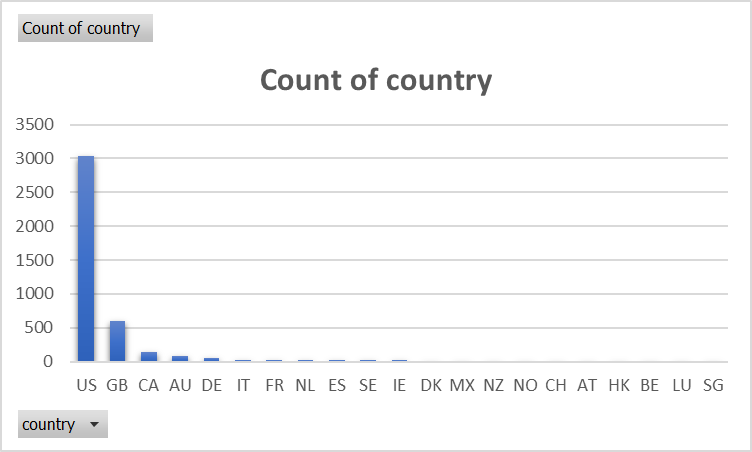 Count of country
Count of country
3500
3000
2500
2000
1500
1000
500
0
US GB CA AU DE IT FR NL ES SE IE DK MX NZ NO CH AT HK BE LU SG
country